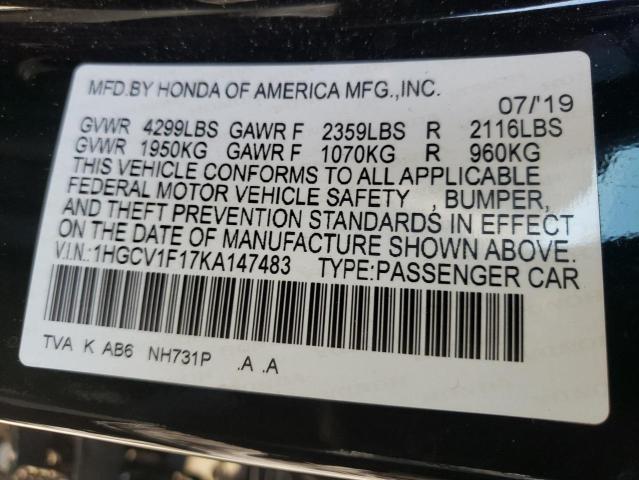 MFD.BY HONDA OF AMERICA MFG.,INC.
07/'19
GVWR 4299LBS GAWR F 2359LBS R 2116LBS
GVWR 1950KG GAWR F 1070KG R 960KG
THIS VEHICLE CONFORMS TO ALL APPLICABLE
FEDERAL MOTOR VEHICLE SAFETY , BUMPER,
AND THEFT PREVENTION STANDARDS IN EFFECT
ON THE DATE OF MANUFACTURE SHOWN ABOVE.
V.I.N.:1HGCV1F17KA147483 TYPE:PASSENGER CAR
TVA K AB6 NH731P .A .A